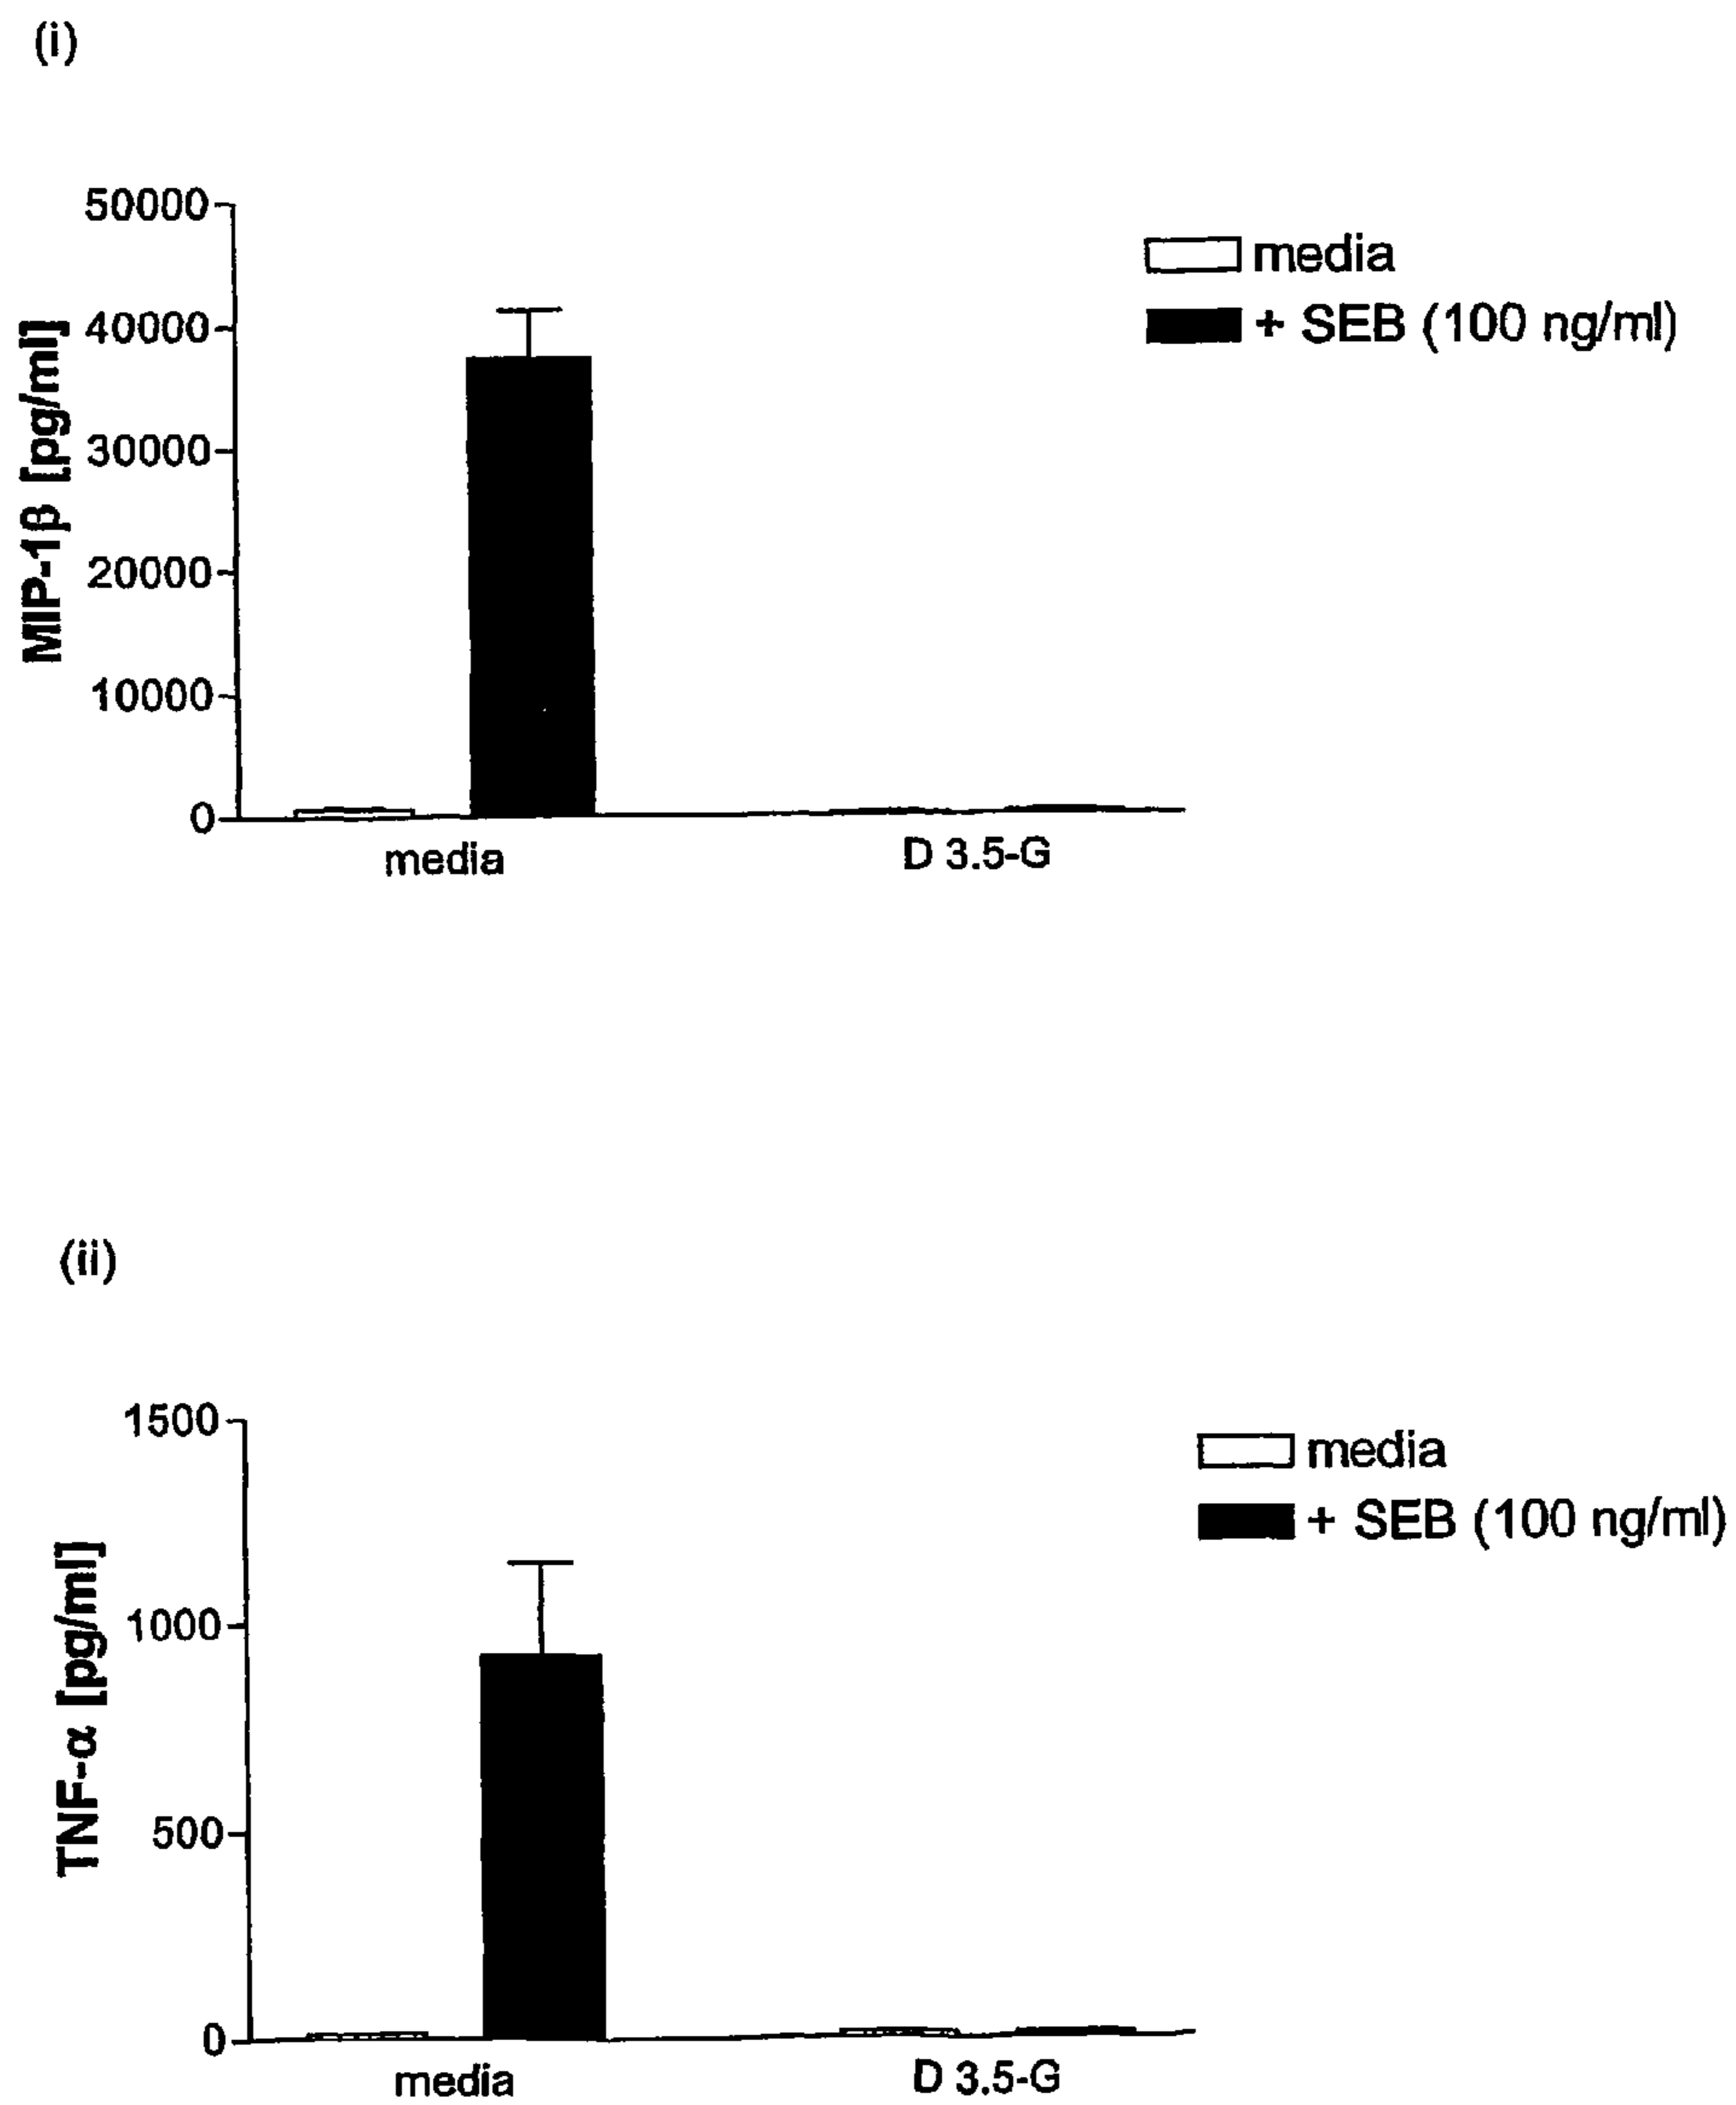 (i)
50000
40000
30000
20000
10000
0
MIP-1β [pg/ml]
media
+ SEB (100 ng/ml)
media
D 3.5-G
(ii)
1500
1000
500
0
TNF-α [pg/ml]
media
+ SEB (100 ng/ml)
media
D 3.5-G